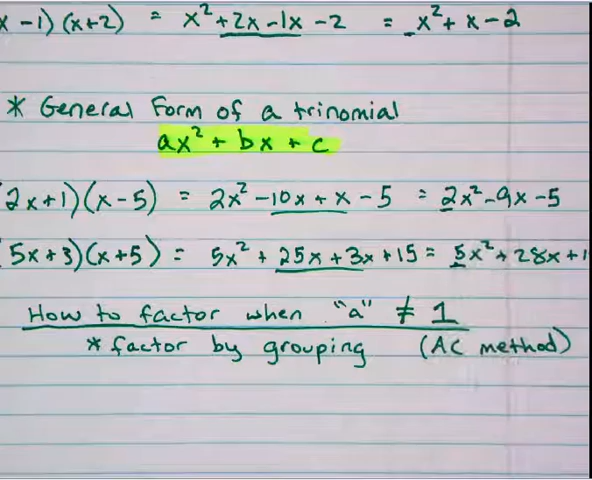 x-1)(x+2) = x²+2x-1x-2 = x²+x-2
* General Form of a trinomial
ax²+bx+c
(2x+1)(x-5) = 2x²-10x+x-5 = 2x²-9x-5
(5x+3)(x+5) = 5x²+25x+3x+15 = 5x²+28x+1
How to factor when "a" ≠ 1
* factor by grouping (AC method)